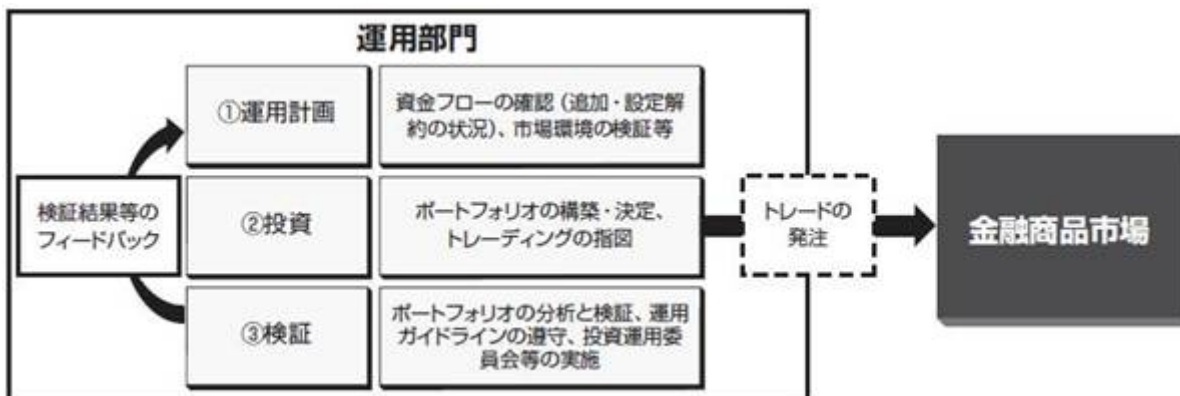 運用部門
①運用計画
資金フローの確認（追加・設定解
約の状況）、市場環境の検証等
検証結果等の
フィードバック
②投資
ポートフォリオの構築・決定、
トレーディングの指図
トレードの
発注
金融商品市場
③検証
ポートフォリオの分析と検証、運用
ガイドラインの遵守、投資運用委
員会等の実施